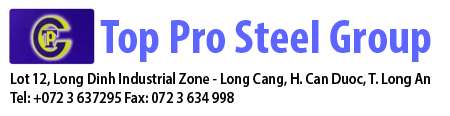 Top Pro Steel Group
Lot 12, Long Dinh Industrial Zone - Long Cang, H. Can Duoc, T. Long An
Tel: +072 3 637295 Fax: 072 3 634 998